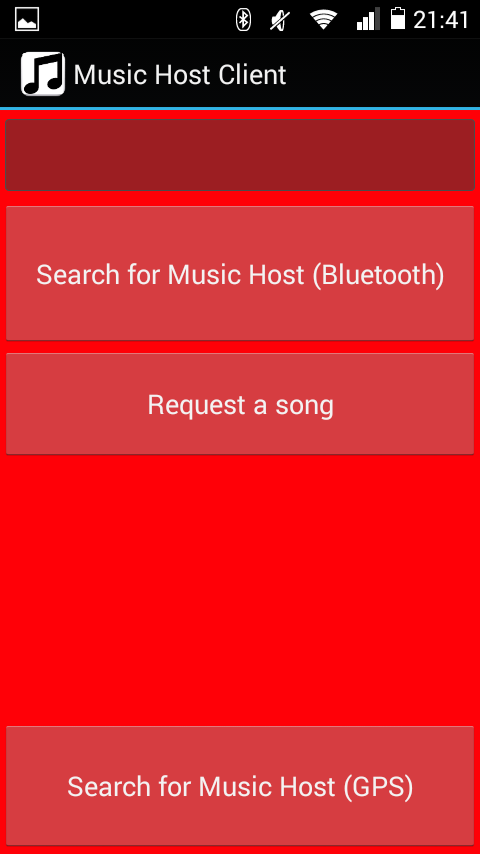 21:41
Music Host Client
Search for Music Host (Bluetooth)
Request a song
Search for Music Host (GPS)